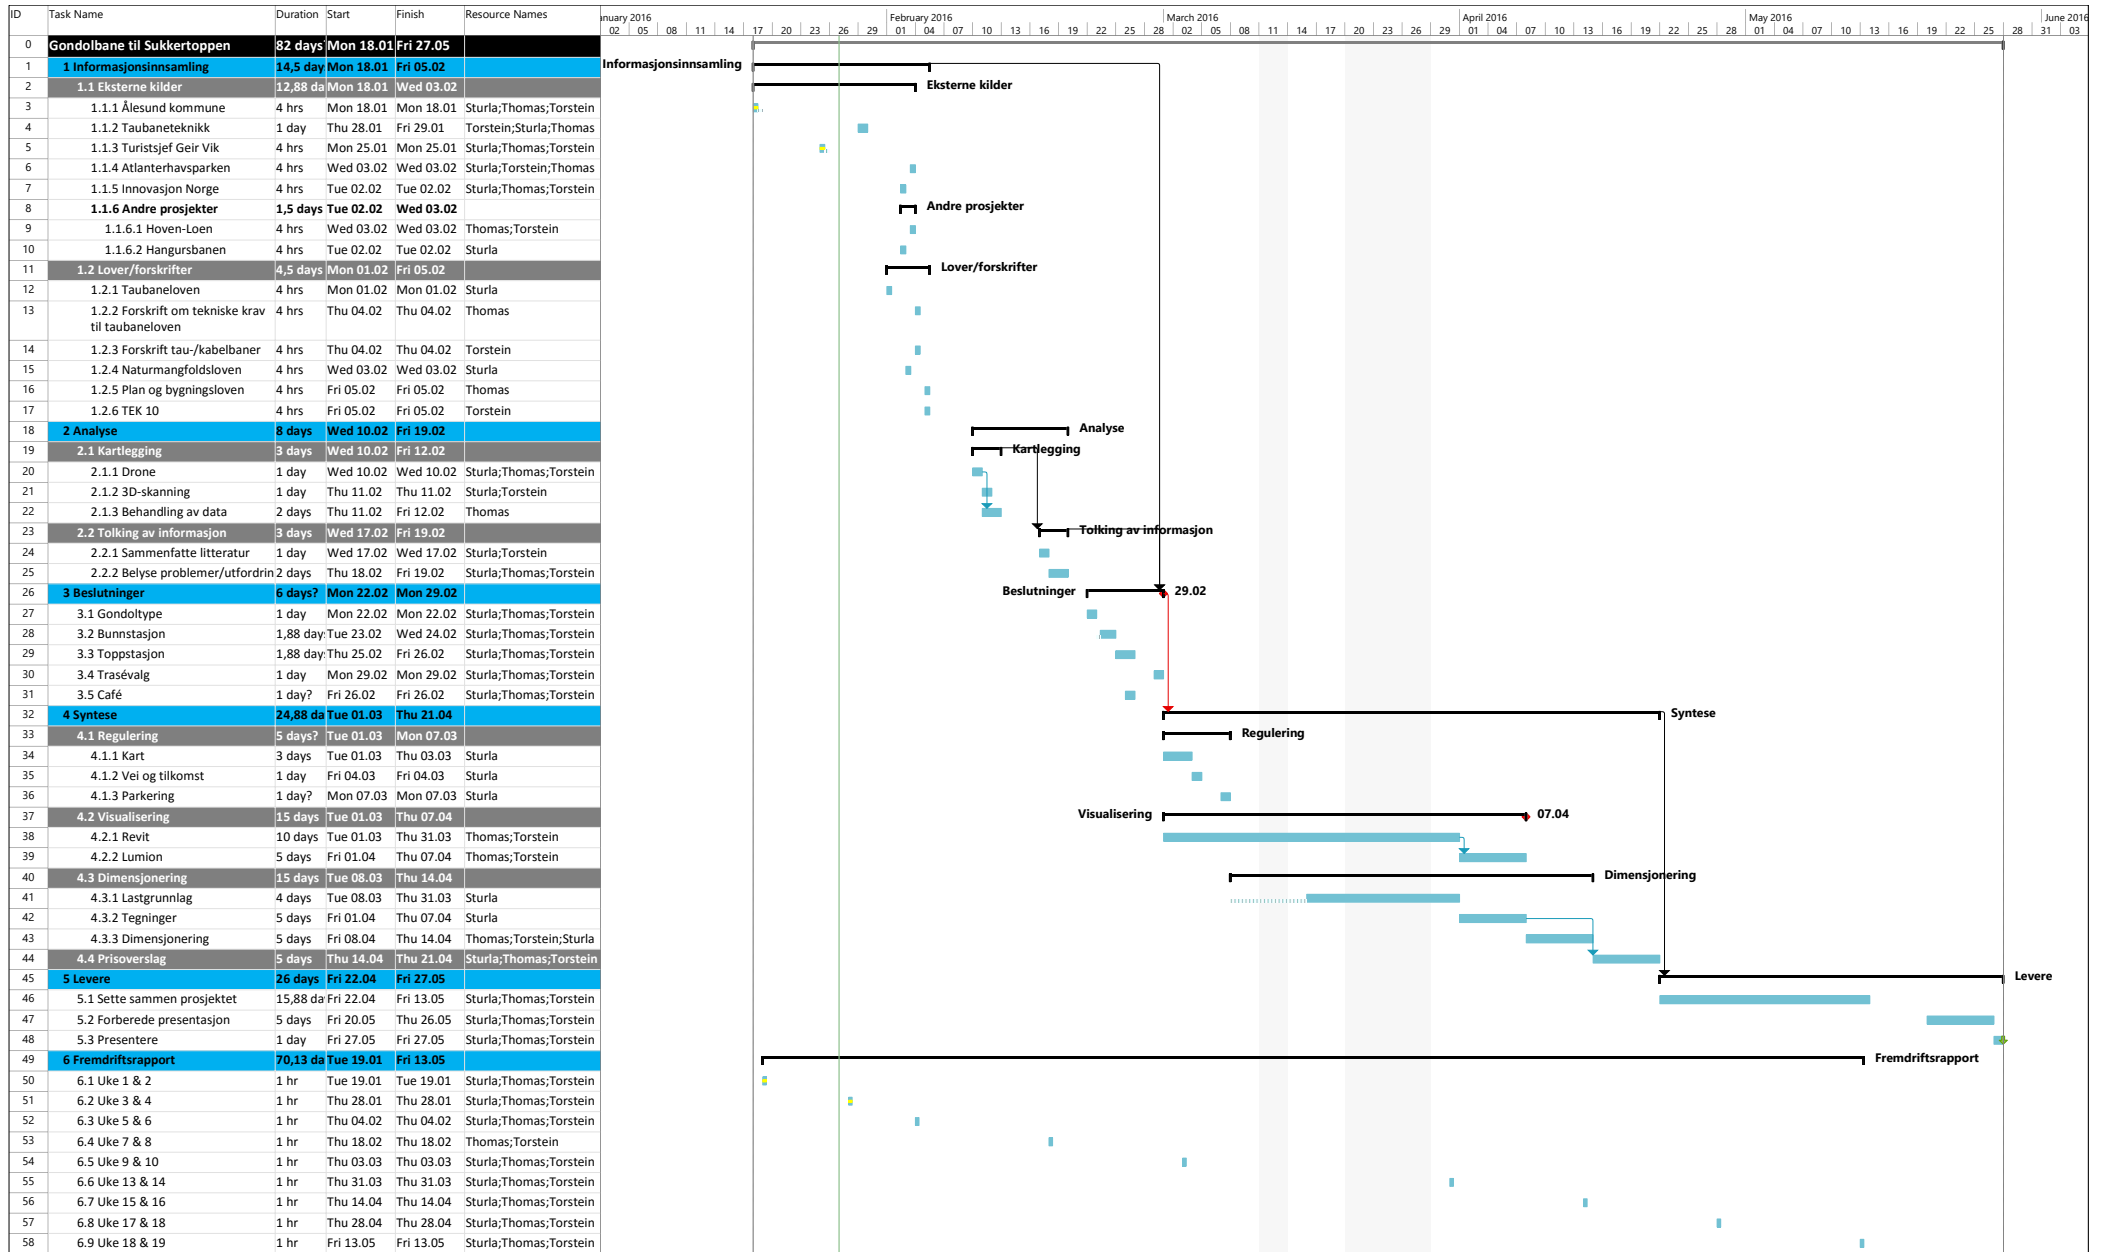 ID Task Name Duration Start Finish Resource Names nuary 2016 February 2016 March 2016 April 2016 May 2016 June 2016
02 05 08 11 14 17 20 23 26 29 01 04 07 10 13 16 19 22 25 28 02 05 08 11 14 17 20 23 26 29 01 04 07 10 13 16 19 22 25 28 01 04 07 10 13 16 19 22 25 28 31 03
0 Gondolbane til Sukkertoppen 82 days Mon 18.01 Fri 27.05
1 1 Informasjonsinnsamling 14,5 day Mon 18.01 Fri 05.02 Informasjonsinnsamling
2 1.1 Eksterne kilder 12,88 da Mon 18.01 Wed 03.02 Eksterne kilder
3 1.1.1 Ålesund kommune 4 hrs Mon 18.01 Mon 18.01 Sturla;Thomas;Torstein
4 1.1.2 Taubaneteknikk 1 day Thu 28.01 Fri 29.01 Torstein;Sturla;Thomas
5 1.1.3 Turistsjef Geir Vik 4 hrs Mon 25.01 Mon 25.01 Sturla;Thomas;Torstein
6 1.1.4 Atlanterhavsparken 4 hrs Wed 03.02 Wed 03.02 Sturla;Torstein;Thomas
7 1.1.5 Innovasjon Norge 4 hrs Tue 02.02 Tue 02.02 Sturla;Thomas;Torstein
8 1.1.6 Andre prosjekter 1,5 days Tue 02.02 Wed 03.02 Andre prosjekter
9 1.1.6.1 Hoven-Loen 4 hrs Wed 03.02 Wed 03.02 Thomas;Torstein
10 1.1.6.2 Hangursbanen 4 hrs Tue 02.02 Tue 02.02 Sturla
11 1.2 Lover/forskrifter 4,5 days Mon 01.02 Fri 05.02 Lover/forskrifter
12 1.2.1 Taubaneloven 4 hrs Mon 01.02 Mon 01.02 Sturla
13 1.2.2 Forskrift om tekniske krav 4 hrs Thu 04.02 Thu 04.02 Thomas
til taubaneloven
14 1.2.3 Forskrift tau-/kabelbaner 4 hrs Thu 04.02 Thu 04.02 Torstein
15 1.2.4 Naturmangfoldsloven 4 hrs Wed 03.02 Wed 03.02 Sturla
16 1.2.5 Plan og bygningsloven 4 hrs Fri 05.02 Fri 05.02 Thomas
17 1.2.6 TEK 10 4 hrs Fri 05.02 Fri 05.02 Torstein
18 2 Analyse 8 days Wed 10.02 Fri 19.02 Analyse
19 2.1 Kartlegging 3 days Wed 10.02 Fri 12.02 Kartlegging
20 2.1.1 Drone 1 day Wed 10.02 Wed 10.02 Sturla;Thomas;Torstein
21 2.1.2 3D-skanning 1 day Thu 11.02 Thu 11.02 Sturla;Torstein
22 2.1.3 Behandling av data 2 days Thu 11.02 Fri 12.02 Thomas
23 2.2 Tolking av informasjon 3 days Wed 17.02 Fri 19.02 Tolking av informasjon
24 2.2.1 Sammenfatte litteratur 1 day Wed 17.02 Wed 17.02 Sturla;Torstein
25 2.2.2 Belyse problemer/utfordrin 2 days Thu 18.02 Fri 19.02 Sturla;Thomas;Torstein
26 3 Beslutninger 6 days? Mon 22.02 Mon 29.02 Beslutninger 29.02
27 3.1 Gondoltype 1 day Mon 22.02 Mon 22.02 Sturla;Thomas;Torstein
28 3.2 Bunnstasjon 1,88 day Tue 23.02 Wed 24.02 Sturla;Thomas;Torstein
29 3.3 Toppstasjon 1,88 day Thu 25.02 Fri 26.02 Sturla;Thomas;Torstein
30 3.4 Trasévalg 1 day Mon 29.02 Mon 29.02 Sturla;Thomas;Torstein
31 3.5 Café 1 day? Fri 26.02 Fri 26.02 Sturla;Thomas;Torstein
32 4 Syntese 24,88 da Tue 01.03 Thu 21.04 Syntese
33 4.1 Regulering 5 days? Tue 01.03 Mon 07.03 Regulering
34 4.1.1 Kart 3 days Tue 01.03 Thu 03.03 Sturla
35 4.1.2 Vei og tilkomst 1 day Fri 04.03 Fri 04.03 Sturla
36 4.1.3 Parkering 1 day? Mon 07.03 Mon 07.03 Sturla
37 4.2 Visualisering 15 days Tue 01.03 Thu 07.04 Visualisering 07.04
38 4.2.1 Revit 10 days Tue 01.03 Thu 31.03 Thomas;Torstein
39 4.2.2 Lumion 5 days Fri 01.04 Thu 07.04 Thomas;Torstein
40 4.3 Dimensjonering 15 days Tue 08.03 Thu 14.04 Dimensjonering
41 4.3.1 Lastgrunnlag 4 days Tue 08.03 Thu 31.03 Sturla
42 4.3.2 Tegninger 5 days Fri 01.04 Thu 07.04 Sturla
43 4.3.3 Dimensjonering 5 days Fri 08.04 Thu 14.04 Thomas;Torstein;Sturla
44 4.4 Prisoverslag 5 days Thu 14.04 Thu 21.04 Sturla;Thomas;Torstein
45 5 Levere 26 days Fri 22.04 Fri 27.05 Levere
46 5.1 Sette sammen prosjektet 15,88 da Fri 22.04 Fri 13.05 Sturla;Thomas;Torstein
47 5.2 Forberede presentasjon 5 days Fri 20.05 Thu 26.05 Sturla;Thomas;Torstein
48 5.3 Presentere 1 day Fri 27.05 Fri 27.05 Sturla;Thomas;Torstein
49 6 Fremdriftsrapport 70,13 da Tue 19.01 Fri 13.05 Fremdriftsrapport
50 6.1 Uke 1 & 2 1 hr Tue 19.01 Tue 19.01 Sturla;Thomas;Torstein
51 6.2 Uke 3 & 4 1 hr Thu 28.01 Thu 28.01 Sturla;Thomas;Torstein
52 6.3 Uke 5 & 6 1 hr Thu 04.02 Thu 04.02 Sturla;Thomas;Torstein
53 6.4 Uke 7 & 8 1 hr Thu 18.02 Thu 18.02 Thomas;Torstein
54 6.5 Uke 9 & 10 1 hr Thu 03.03 Thu 03.03 Sturla;Thomas;Torstein
55 6.6 Uke 13 & 14 1 hr Thu 31.03 Thu 31.03 Sturla;Thomas;Torstein
56 6.7 Uke 15 & 16 1 hr Thu 14.04 Thu 14.04 Sturla;Thomas;Torstein
57 6.8 Uke 17 & 18 1 hr Thu 28.04 Thu 28.04 Sturla;Thomas;Torstein
58 6.9 Uke 18 & 19 1 hr Fri 13.05 Fri 13.05 Sturla;Thomas;Torstein